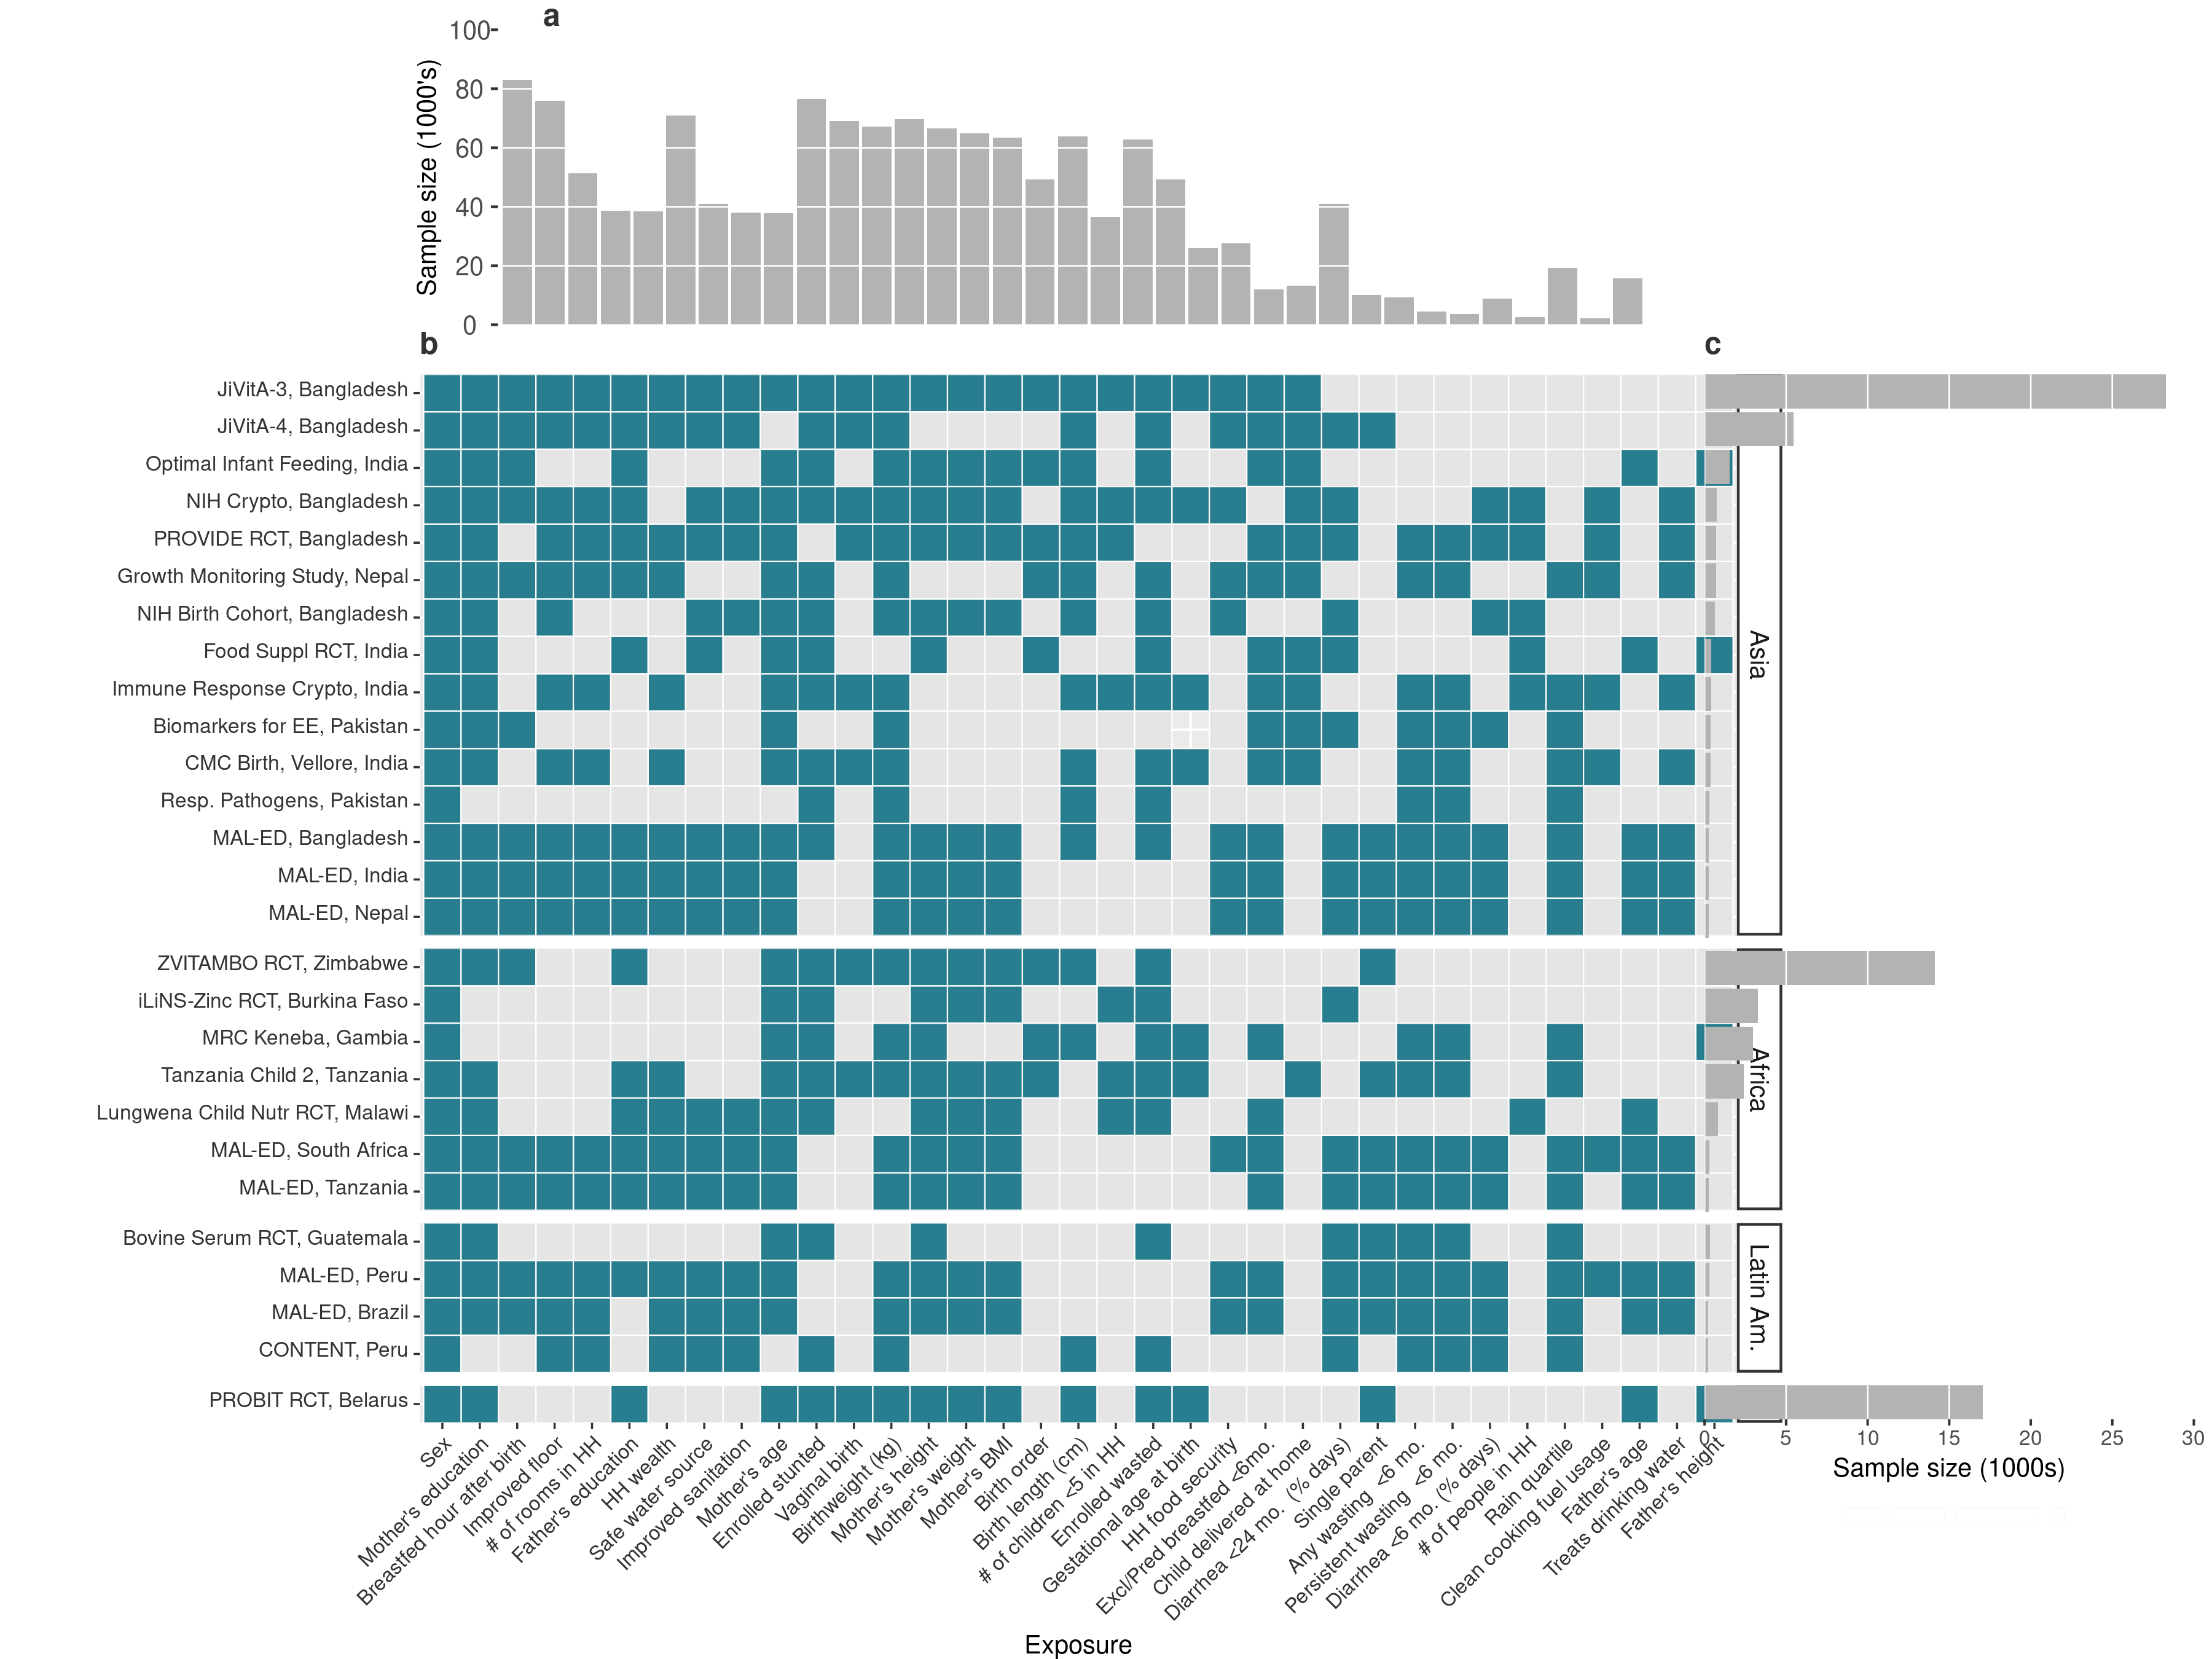 a
100
80
60
40
20
0
Sample size (1000's)
b
c
JiVitA-3, Bangladesh
JiVitA-4, Bangladesh
Optimal Infant Feeding, India
NIH Crypto, Bangladesh
PROVIDE RCT, Bangladesh
Growth Monitoring Study, Nepal
NIH Birth Cohort, Bangladesh
Food Suppl RCT, India
Immune Response Crypto, India
Biomarkers for EE, Pakistan
CMC Birth, Vellore, India
Resp. Pathogens, Pakistan
MAL-ED, Bangladesh
MAL-ED, India
MAL-ED, Nepal
Asia
ZVITAMBO RCT, Zimbabwe
iLiNS-Zinc RCT, Burkina Faso
MRC Keneba, Gambia
Tanzania Child 2, Tanzania
Lungwena Child Nutr RCT, Malawi
MAL-ED, South Africa
MAL-ED, Tanzania
Africa
Bovine Serum RCT, Guatemala
MAL-ED, Peru
MAL-ED, Brazil
CONTENT, Peru
Latin Am.
PROBIT RCT, Belarus
Sex
Mother's education
Breastfed hour after birth
Improved floor
# of rooms in HH
Father's education
HH wealth
Safe water source
Improved sanitation
Mother's age
Enrolled stunted
Vaginal birth
Birthweight (kg)
Mother's height
Mother's weight
Mother's BMI
Birth order
Birth length (cm)
# of children <5 in HH
Enrolled wasted
Gestational age at birth
HH food security
Excl/Pred breastfed <6mo.
Child delivered at home
Diarrhea <24 mo. (% days)
Single parent
Any wasting <6 mo.
Persistent wasting <6 mo.
Diarrhea <6 mo. (% days)
# of people in HH
Rain quartile
Clean cooking fuel usage
Father's age
Treats drinking water
Father's height
0 5 10 15 20 25 30
Sample size (1000s)
Exposure